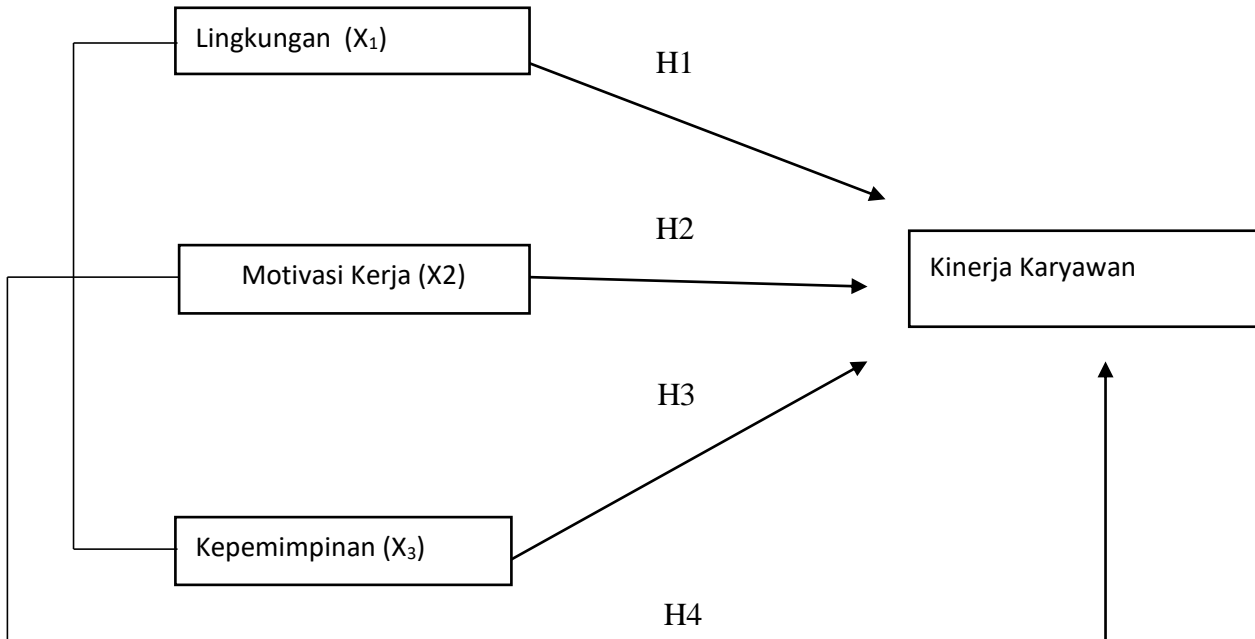 Lingkungan  (X₁)
H1
H2
Motivasi Kerja (X2)
Kinerja Karyawan
H3
Kepemimpinan (X₃)
H4